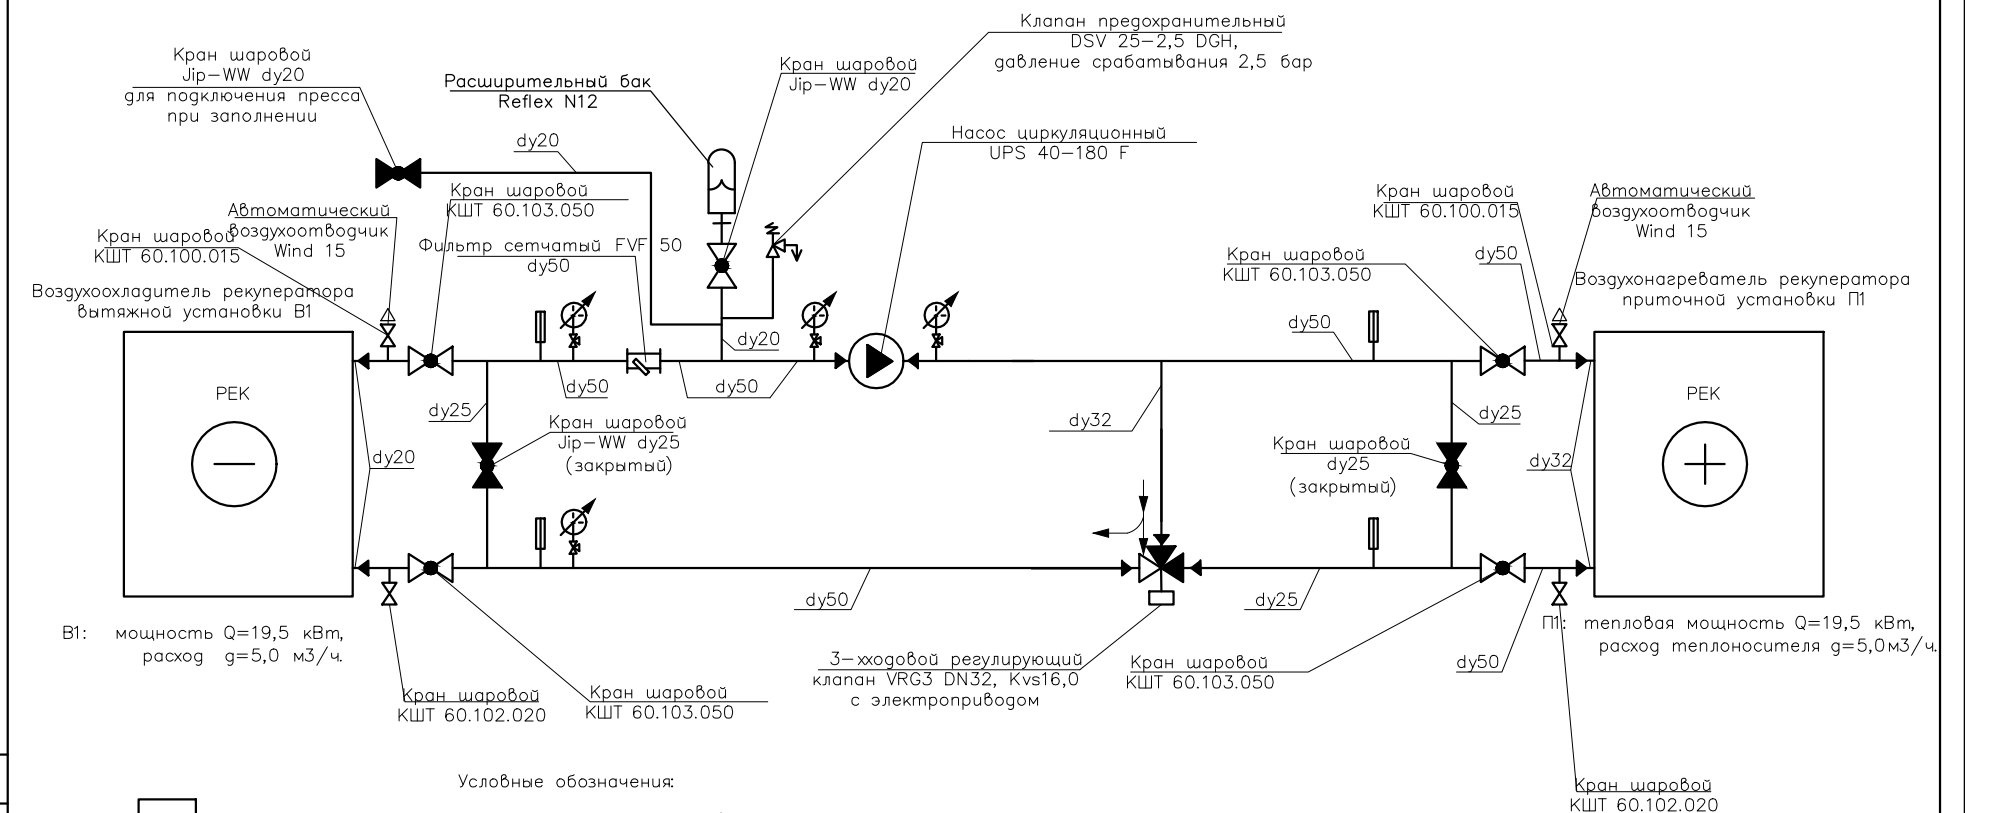 Клапан предохранительный
DSV 25-2,5 DGH,
давление срабатывания 2,5 бар
Кран шаровой
Jip-WW dy20
для подключения пресса
при заполнении
Расширительный бак
Reflex N12
Кран шаровой
Jip-WW dy20
Насос циркуляционный
UPS 40-180 F
dy20
Кран шаровой
КШТ 60.103.050
Автоматический
воздухоотводчик
Wind 15
Кран шаровой
КШТ 60.100.015
Фильтр сетчатый FVF 50
dy50
Воздухоохладитель рекуператора
вытяжной установки В1
Кран шаровой
КШТ 60.100.015
Автоматический
воздухоотводчик
Wind 15
Кран шаровой
КШТ 60.103.050
dy50
Воздухонагреватель рекуператора
приточной установки П1
dy50
dy20
dy50
dy50
РЕК
dy25
Кран шаровой
Jip-WW dy25
(закрытый)
dy20
dy32
Кран шаровой
dy25
(закрытый)
dy25
dy32
РЕК
dy50
dy25
В1: мощность Q=19,5 кВт,
расход g=5,0 м3/ч.
П1: тепловая мощность Q=19,5 кВт,
расход теплоносителя g=5,0м3/ч.
3-хходовой регулирующий
клапан VRG3 DN32, Kvs16,0
с электроприводом
Кран шаровой
КШТ 60.103.050
dy50
Кран шаровой
КШТ 60.102.020
Кран шаровой
КШТ 60.103.050
Условные обозначения:
Кран шаровой
КШТ 60.102.020